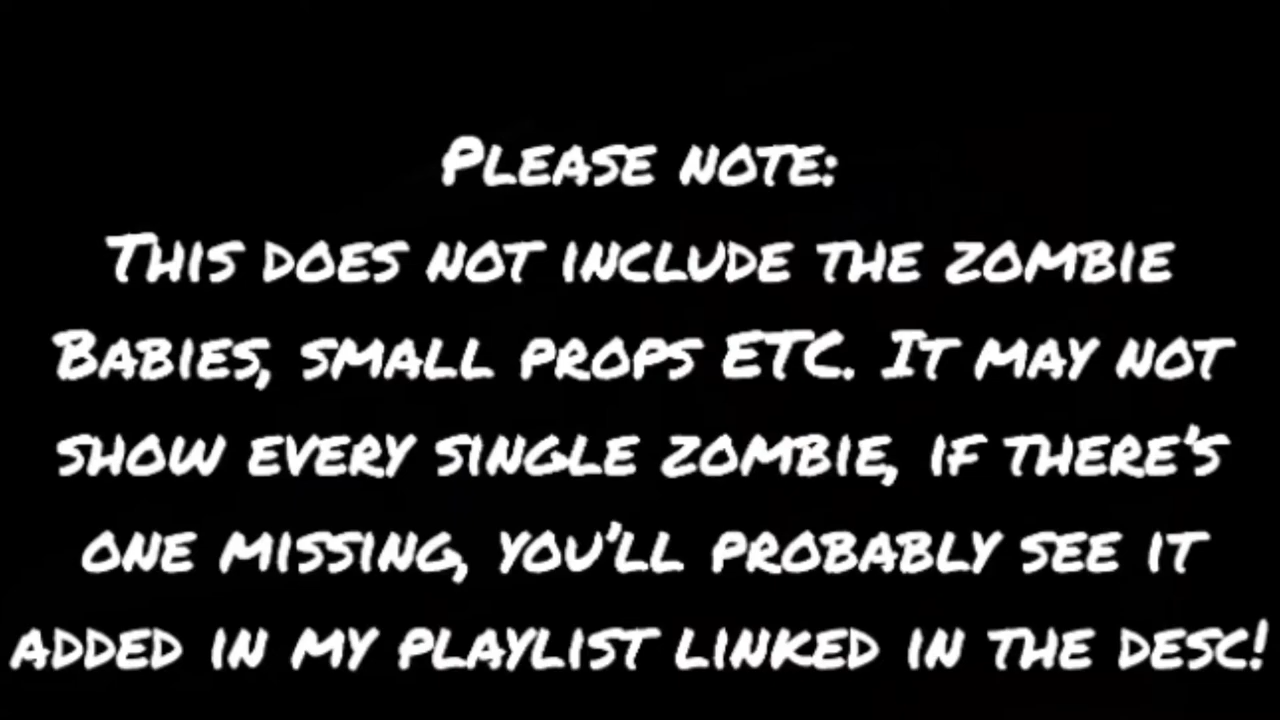 Please note:
This does not include the zombie
Babies, small props ETC. It may not
show every single zombie, if there's
one missing, you'll probably see it
added in my playlist linked in the desc!